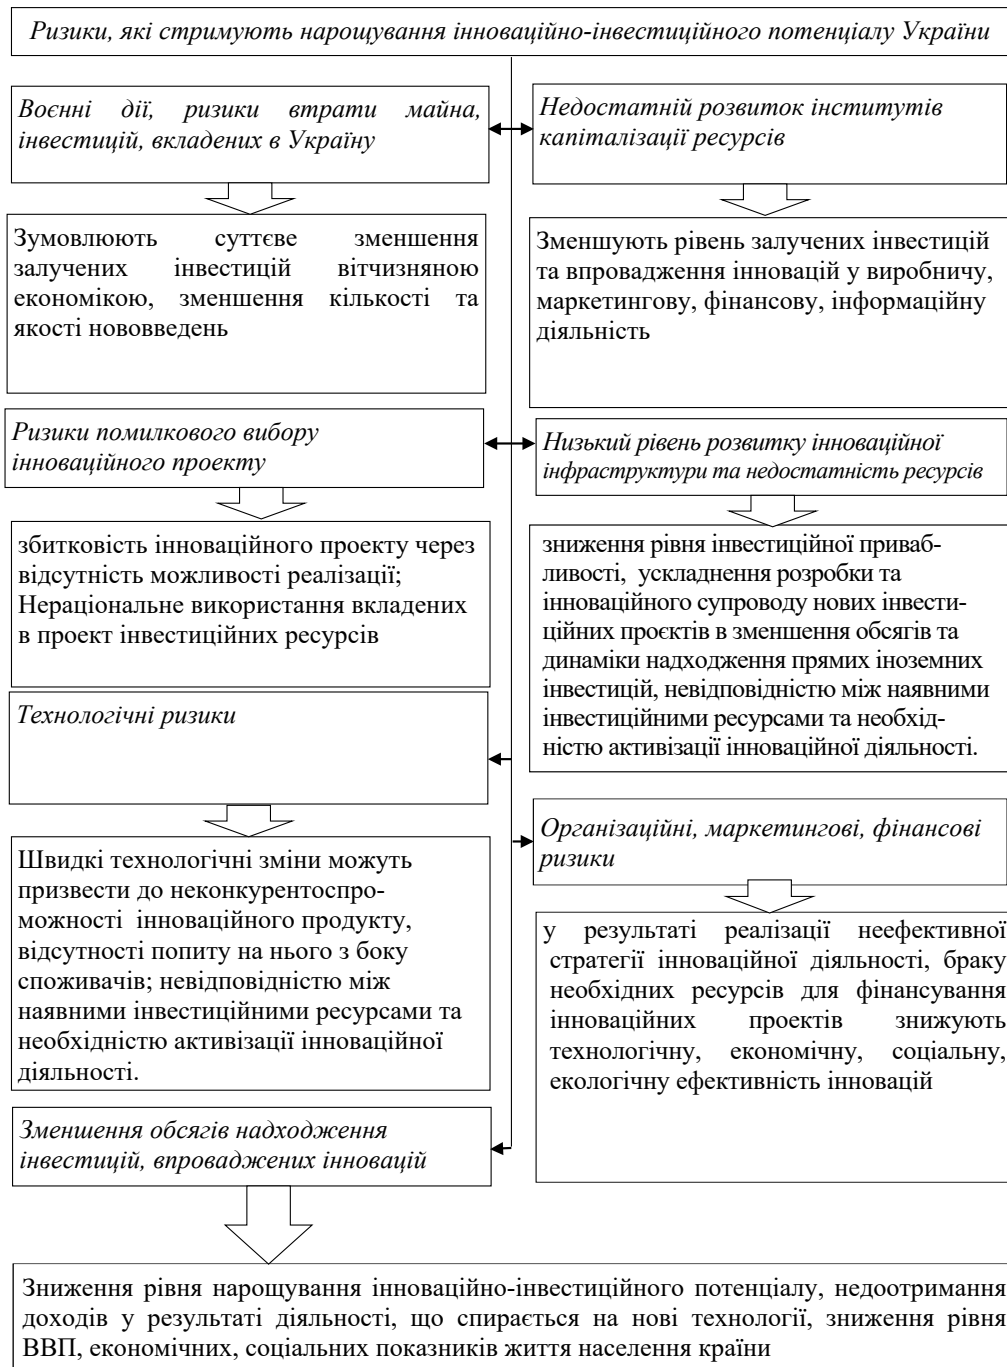 Ризики, які стримують нарощування інноваційно-інвестиційного потенціалу України
Воєнні дії, ризики втрати майна,
інвестицій, вкладених в Україну
Недостатній розвиток інститутів
капіталізації ресурсів
Зумовлюють суттєве зменшення
залучених інвестицій вітчизняною
економікою, зменшення кількості та
якості нововведень
Зменшують рівень залучених інвестицій
та впровадження інновацій у виробничу,
маркетингову, фінансову, інформаційну
діяльність
Ризики помилкового вибору
інноваційного проекту
Низький рівень розвитку інноваційної
інфраструктури та недостатність ресурсів
збитковість інноваційного проекту через
відсутність можливості реалізації;
Нераціональне використання вкладених
в проект інвестиційних ресурсів
зниження рівня інвестиційної приваб-
ливості, ускладнення розробки та
інноваційного супроводу нових інвести-
ційних проєктів в зменшення обсягів та
динаміки надходження прямих іноземних
інвестицій, невідповідністю між наявними
інвестиційними ресурсами та необхід-
ністю активізації інноваційної діяльності.
Технологічні ризики
Організаційні, маркетингові, фінансові
ризики
Швидкі технологічні зміни можуть
призвести до неконкурентоспро-
можності інноваційного продукту,
відсутності попиту на нього з боку
споживачів; невідповідністю між
наявними інвестиційними ресурсами та
необхідністю активізації інноваційної
діяльності.
у результаті реалізації неефективної
стратегії інноваційної діяльності, браку
необхідних ресурсів для фінансування
інноваційних проектів знижують
технологічну, економічну, соціальну,
екологічну ефективність інновацій
Зменшення обсягів надходження
інвестицій, впроваджених інновацій
Зниження рівня нарощування інноваційно-інвестиційного потенціалу, недоотримання
доходів у результаті діяльності, що спирається на нові технології, зниження рівня
ВВП, економічних, соціальних показників життя населення країни